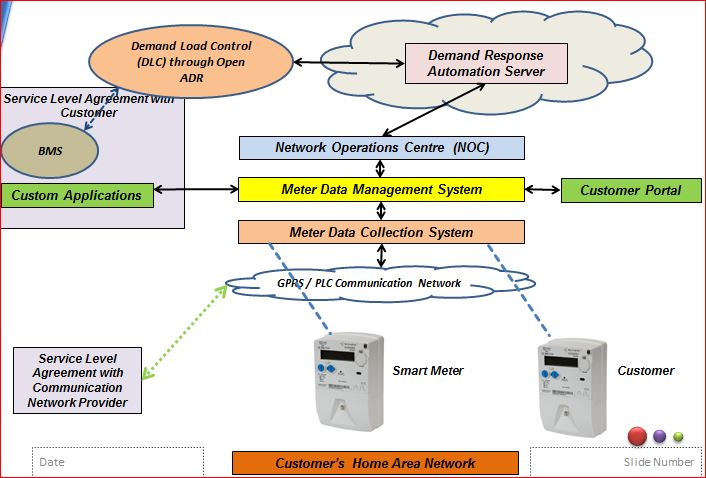 Demand Load Control
(DLC) through Open
ADR
Demand Response
Automation Server
Service Level Agreement with
Customer
BMS
Network Operations Centre (NOC)
Custom Applications
Meter Data Management System
Customer Portal
Meter Data Collection System
GPRS / PLC Communication Network
Service Level
Agreement with
Communication
Network Provider
Smart Meter
Customer
Date
Customer's Home Area Network
Slide Number